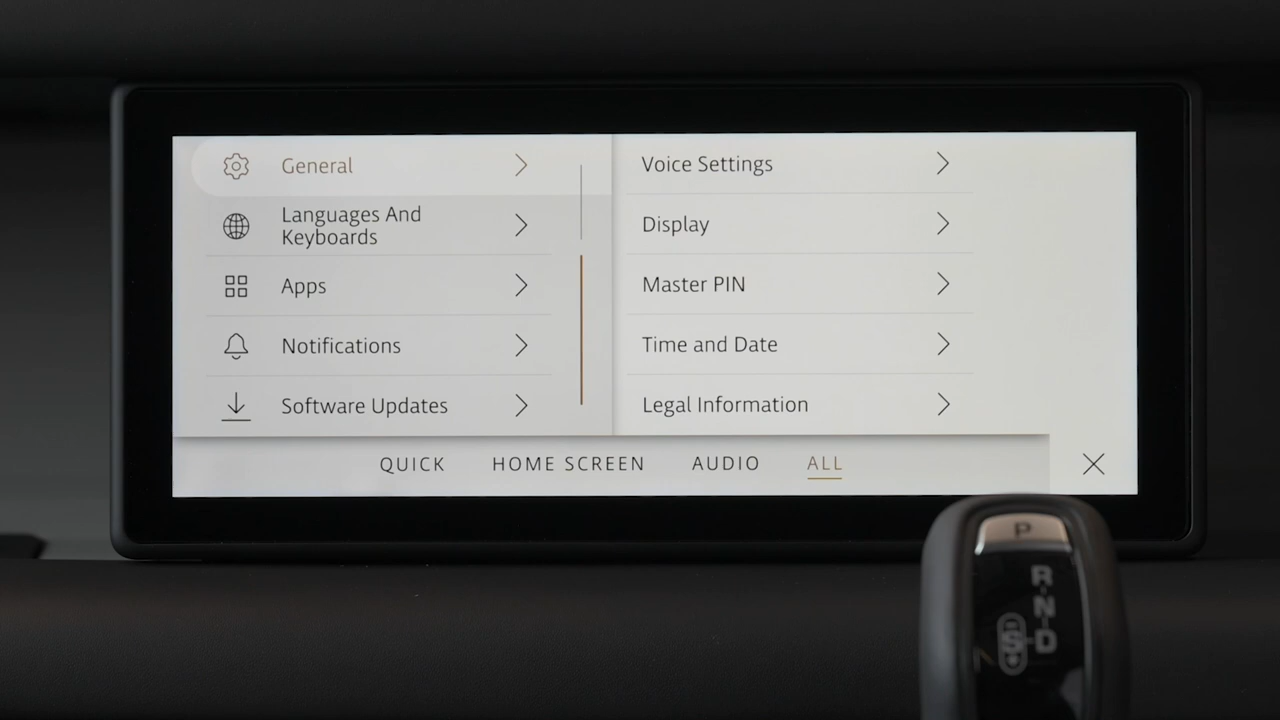 General
Languages And
Keyboards
Apps
Notifications
Software Updates
Voice Settings
Display
Master PIN
Time and Date
Legal Information
QUICK
HOME SCREEN
AUDIO
ALL
P
R
N
S
D